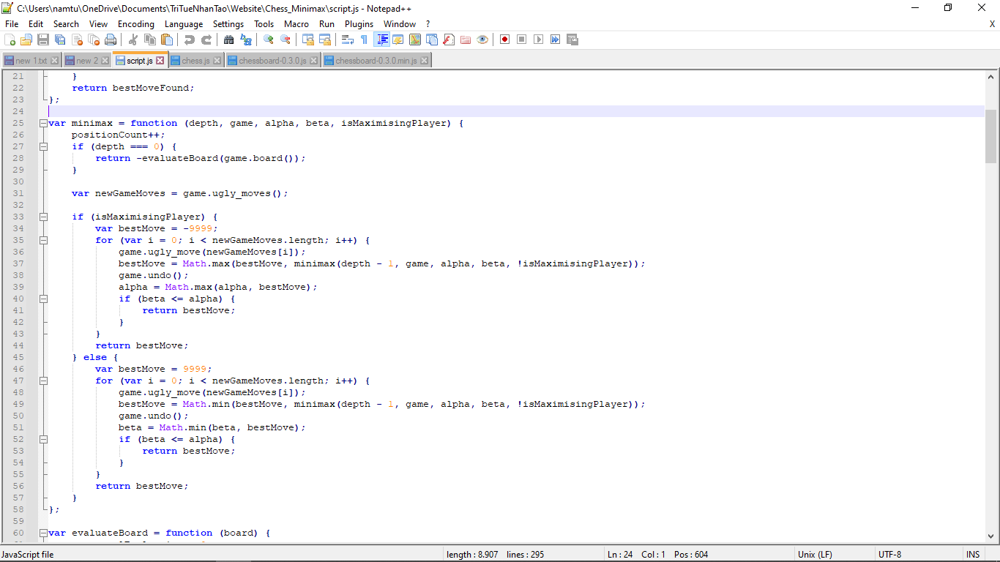 C:\Users\namtu\OneDrive\Documents\TriTueNhanTao\Website\Chess_Minimax\script.js - Notepad++
File Edit Search View Encoding Language Settings Tools Macro Run Plugins Window ? X
new 1.txt new 2 script.js chess.js chessboard-0.3.0.js chessboard-0.3.0.min.js
21 }
22 return bestMoveFound;
23 };
24
25 var minimax = function (depth, game, alpha, beta, isMaximisingPlayer) {
26 positionCount++;
27 if (depth === 0) {
28 return -evaluateBoard(game.board());
29 }
30
31 var newGameMoves = game.ugly_moves();
32
33 if (isMaximisingPlayer) {
34 var bestMove = -9999;
35 for (var i = 0; i < newGameMoves.length; i++) {
36 game.ugly_move(newGameMoves[i]);
37 bestMove = Math.max(bestMove, minimax(depth - 1, game, alpha, beta, !isMaximisingPlayer));
38 game.undo();
39 alpha = Math.max(alpha, bestMove);
40 if (beta <= alpha) {
41 return bestMove;
42 }
43 }
44 return bestMove;
45 } else {
46 var bestMove = 9999;
47 for (var i = 0; i < newGameMoves.length; i++) {
48 game.ugly_move(newGameMoves[i]);
49 bestMove = Math.min(bestMove, minimax(depth - 1, game, alpha, beta, !isMaximisingPlayer));
50 game.undo();
51 beta = Math.min(beta, bestMove);
52 if (beta <= alpha) {
53 return bestMove;
54 }
55 }
56 return bestMove;
57 }
58 };
59
60 var evaluateBoard = function (board) {
JavaScript file length : 8.907 lines : 295 Ln : 24 Col : 1 Pos : 604 Unix (LF) UTF-8 INS